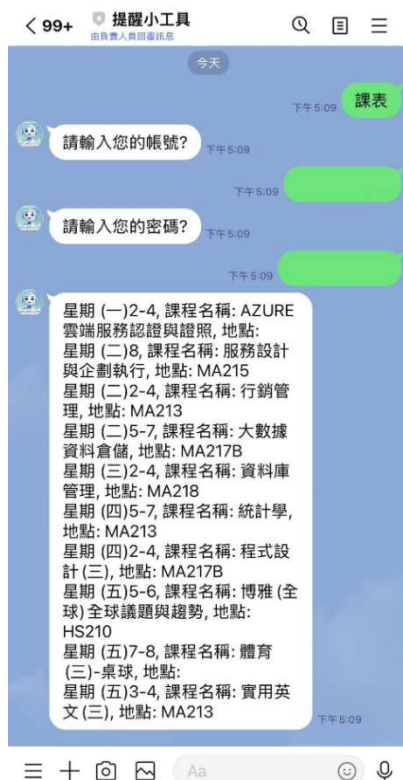 99+
提醒小工具
由負責人員回覆訊息
今天
下午5:09
課表
請輸入您的帳號?
下午5:09
下午5:09
請輸入您的密碼?
下午5:09
下午5:09
星期 (一)2-4, 課程名稱: AZURE
雲端服務認證與證照, 地點:
星期 (二)8, 課程名稱: 服務設計
與企劃執行, 地點: MA215
星期 (二)2-4, 課程名稱: 行銷管
理, 地點: MA213
星期 (二)5-7, 課程名稱: 大數據
資料倉儲, 地點: MA217B
星期 (三)2-4, 課程名稱: 資料庫
管理, 地點: MA218
星期 (四)5-7, 課程名稱: 統計學,
地點: MA213
星期 (四)2-4, 課程名稱: 程式設
計(三), 地點: MA217B
星期 (五)5-6, 課程名稱: 博雅(全
球)全球議題與趨勢, 地點:
HS210
星期 (五)7-8, 課程名稱: 體育
(三)-桌球, 地點:
星期 (五)3-4, 課程名稱: 實用英
文(三), 地點: MA213
下午5:09
Aa